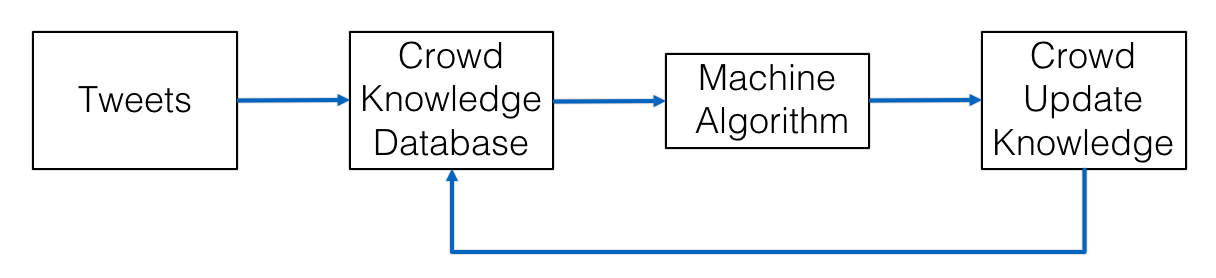 Tweets
Crowd
Knowledge
Database
Machine
Algorithm
Crowd
Update
Knowledge